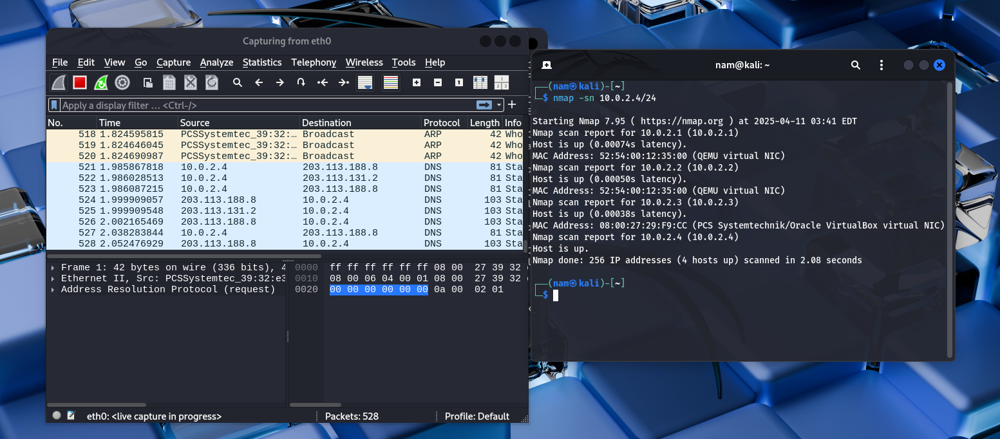 Capturing from eth0
File Edit View Go Capture Analyze Statistics Telephony Wireless Tools Help
Apply a display filter … <Ctrl-/>
No. Time Source Destination Protocol Length Info
518 1.824595815 PCSSystemtec_39:32:… Broadcast ARP 42 Who
519 1.824646045 PCSSystemtec_39:32:… Broadcast ARP 42 Who
520 1.824690987 PCSSystemtec_39:32:… Broadcast ARP 42 Who
521 1.985867818 10.0.2.4 203.113.188.8 DNS 81 Sta
522 1.986028513 10.0.2.4 203.113.131.2 DNS 81 Sta
523 1.986087215 10.0.2.4 203.113.188.8 DNS 81 Sta
524 1.999909057 203.113.188.8 10.0.2.4 DNS 103 Sta
525 1.999909548 203.113.131.2 10.0.2.4 DNS 103 Sta
526 2.002165469 203.113.188.8 10.0.2.4 DNS 103 Sta
527 2.038283844 10.0.2.4 203.113.188.8 DNS 81 Sta
528 2.052476929 203.113.188.8 10.0.2.4 DNS 103 Sta
Frame 1: 42 bytes on wire (336 bits), 4
Ethernet II, Src: PCSSystemtec_39:32:e3
Address Resolution Protocol (request)
0000 ff ff ff ff ff ff 08 00 27 39 32
0010 08 00 06 04 00 01 08 00 27 39 32
0020 00 00 00 00 00 00 0a 00 02 01
eth0: <live capture in progress>
Packets: 528
Profile: Default
nam@kali: ~
┌──(nam㉿kali)-[~]
└─$ nmap -sn 10.0.2.4/24
Starting Nmap 7.95 ( https://nmap.org ) at 2025-04-11 03:41 EDT
Nmap scan report for 10.0.2.1 (10.0.2.1)
Host is up (0.00074s latency).
MAC Address: 52:54:00:12:35:00 (QEMU virtual NIC)
Nmap scan report for 10.0.2.2 (10.0.2.2)
Host is up (0.00050s latency).
MAC Address: 52:54:00:12:35:00 (QEMU virtual NIC)
Nmap scan report for 10.0.2.3 (10.0.2.3)
Host is up (0.00038s latency).
MAC Address: 08:00:27:29:F9:CC (PCS Systemtechnik/Oracle VirtualBox virtual NIC)
Nmap scan report for 10.0.2.4 (10.0.2.4)
Host is up.
Nmap done: 256 IP addresses (4 hosts up) scanned in 2.08 seconds
┌──(nam㉿kali)-[~]
└─$